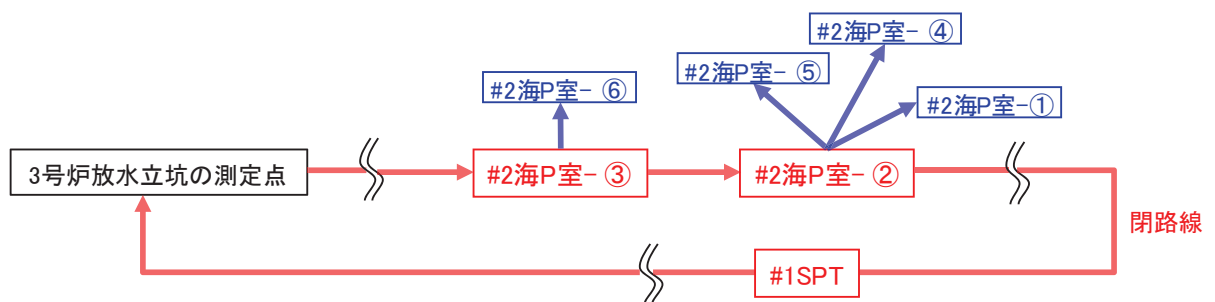 #2海P室- ④
#2海P室- ⑤
#2海P室- ⑥
#2海P室-①
3号炉放水立坑の測定点
#2海P室- ③
#2海P室- ②
閉路線
#1SPT